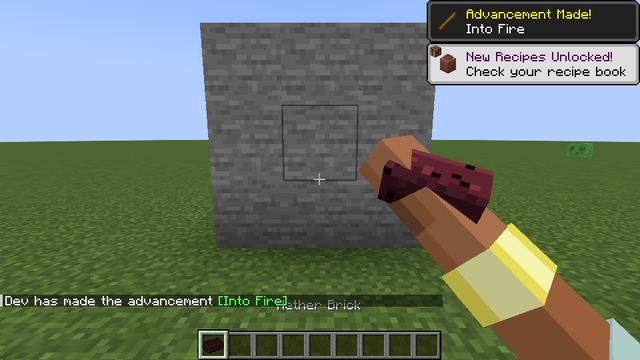 Advancement Made!
Into Fire
New Recipes Unlocked!
Check your recipe book
Dev has made the advancement [Into Fire]
Nether Brick